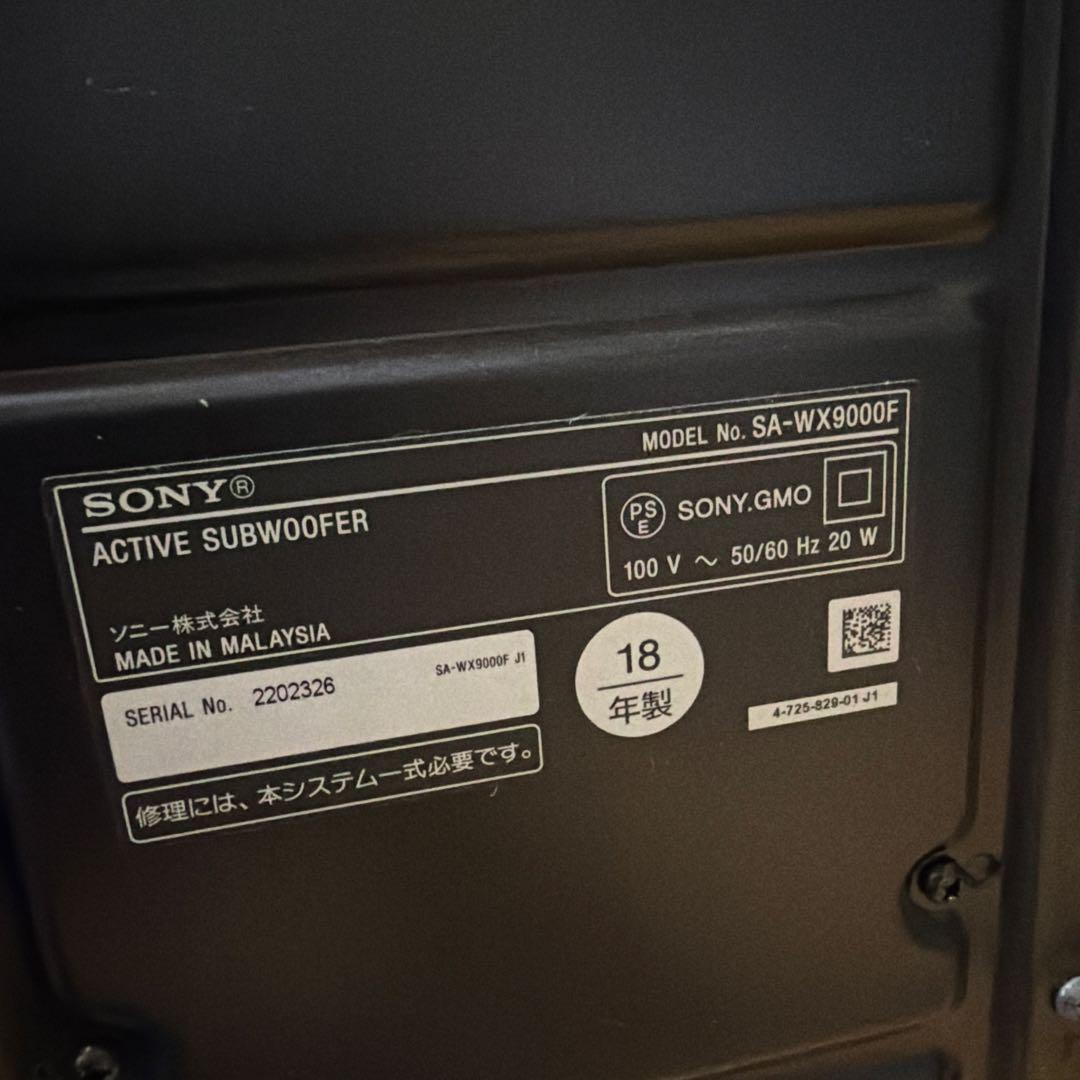 MODEL No. SA-WX9000F
SONY®
ACTIVE SUBWOOFER
PSE SONY.GMO
100 V ～ 50/60 Hz 20 W
ソニー株式会社
MADE IN MALAYSIA
SERIAL No. 2202326
SA-WX9000F J1
18
年製
4-725-829-01 J1
修理には、本システム一式必要です。